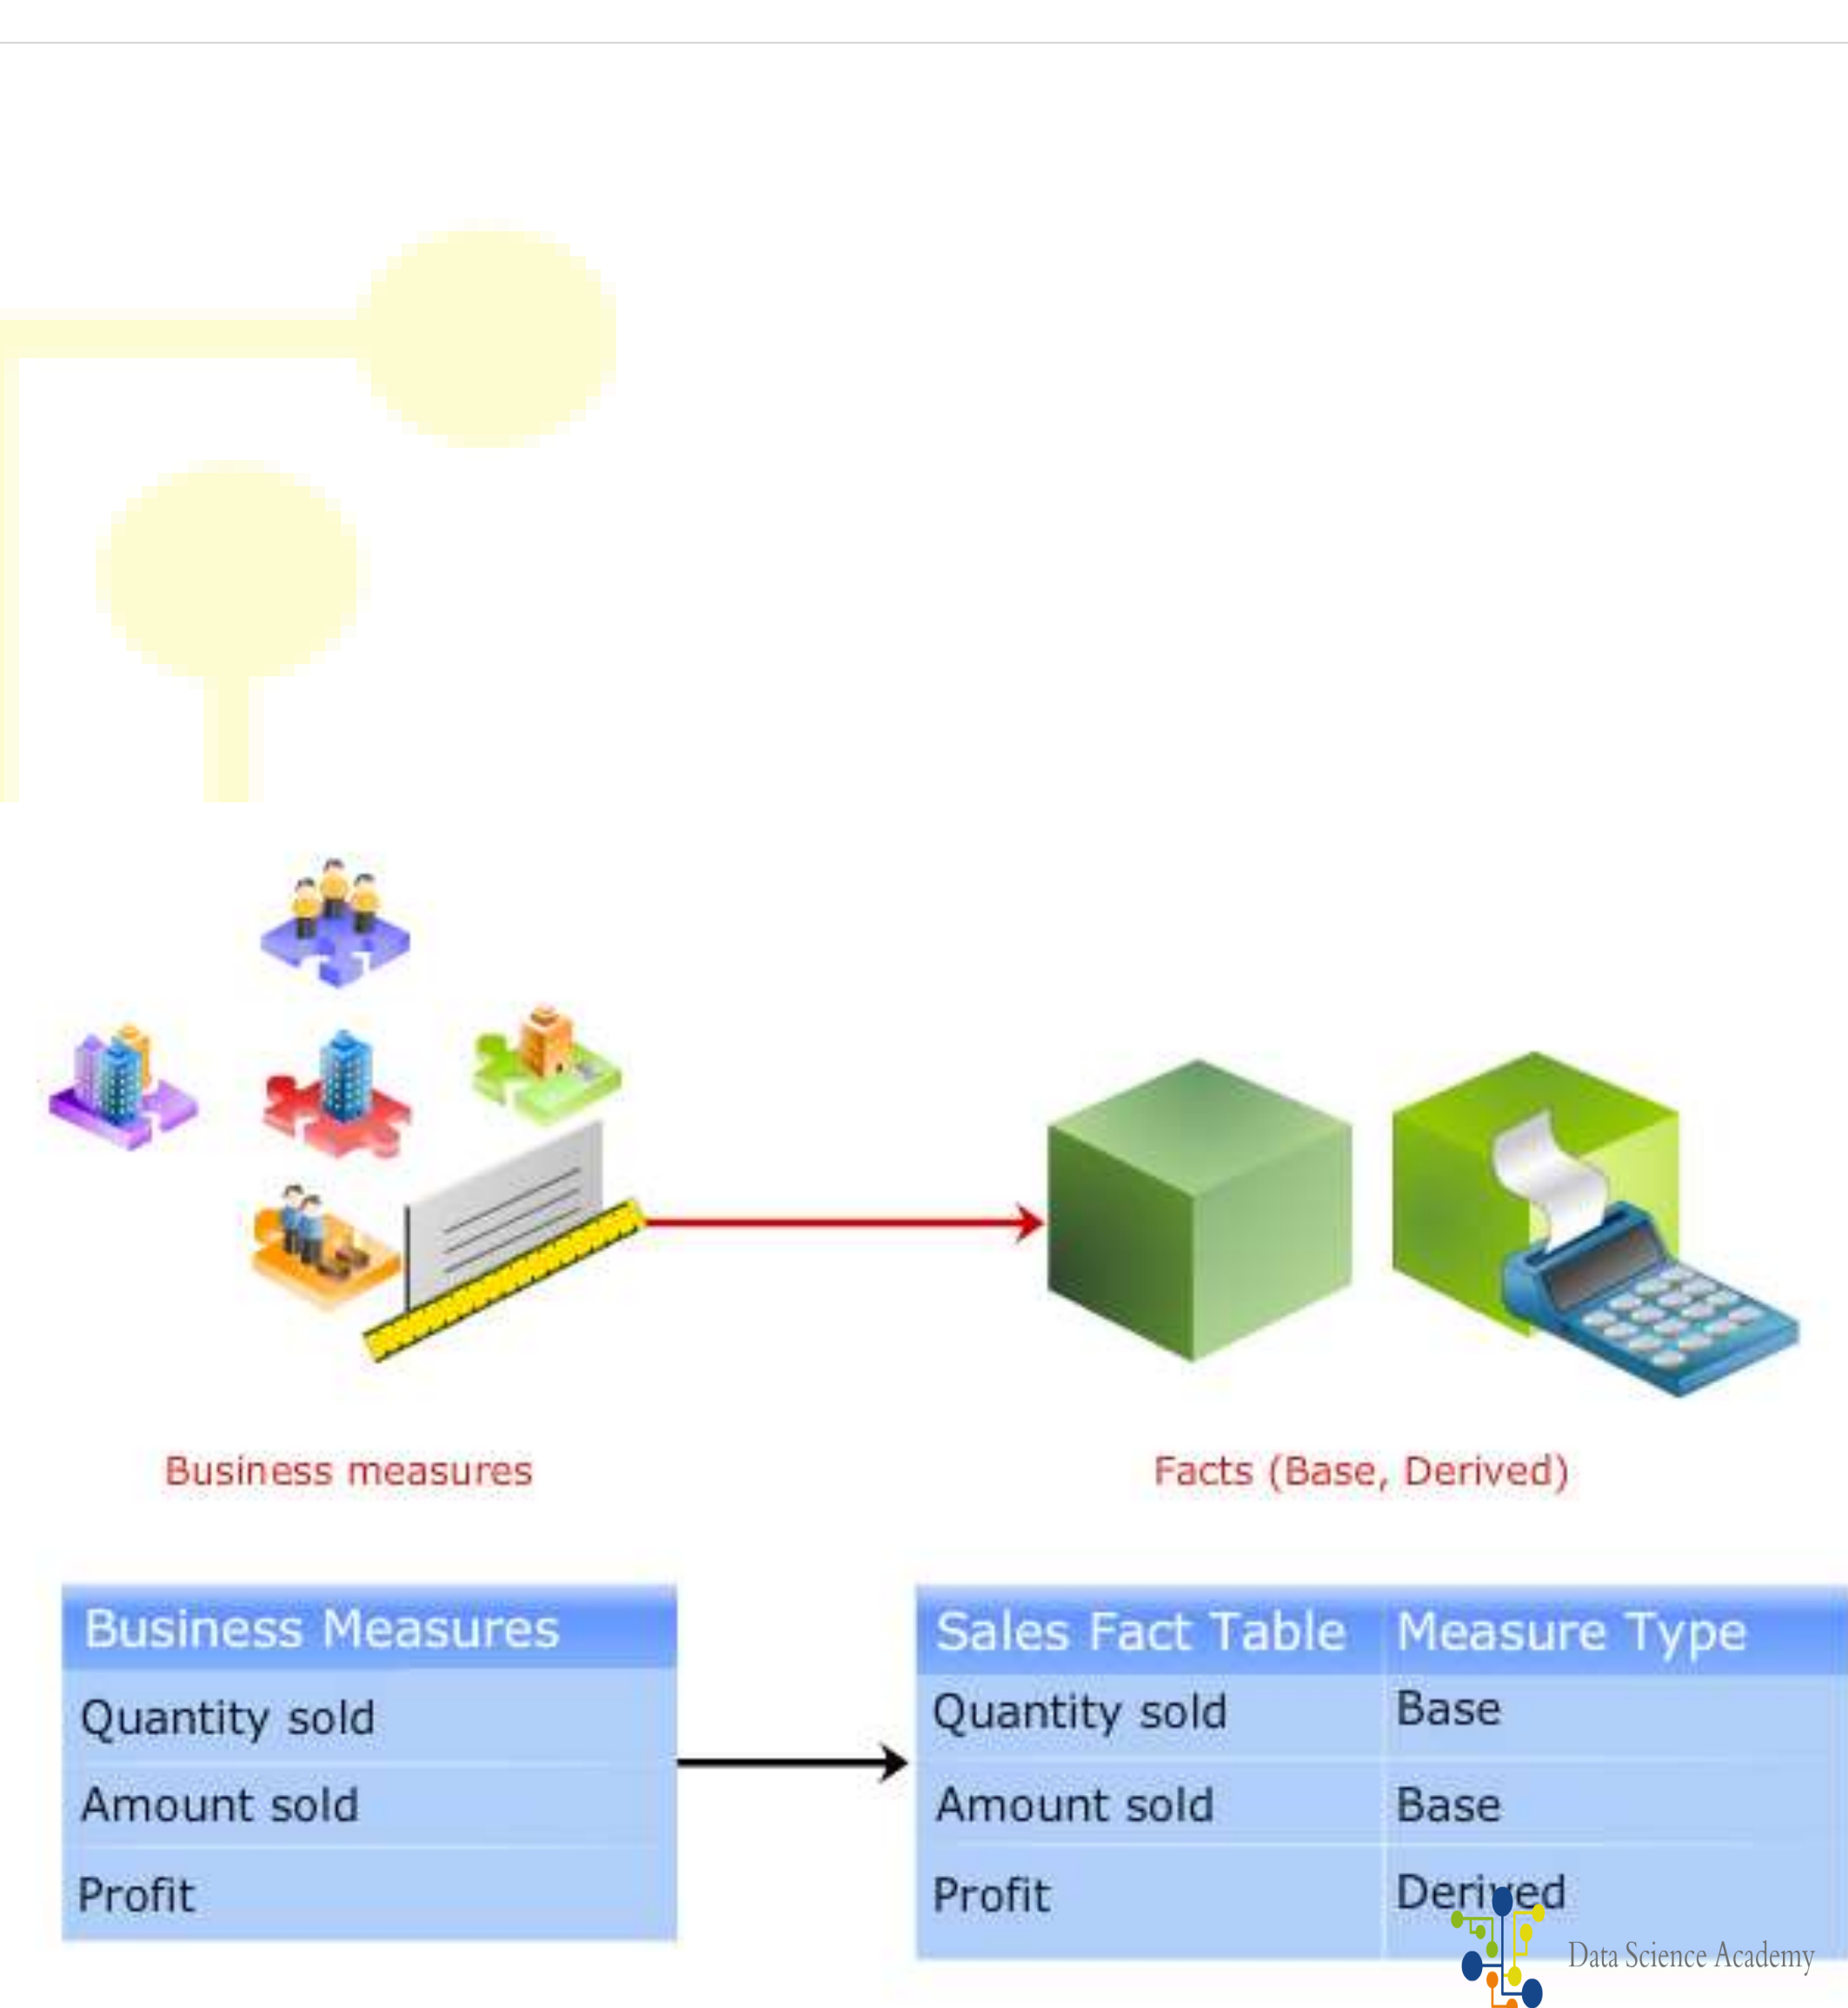 Business measures
Facts (Base, Derived)
Business Measures
Quantity sold
Amount sold
Profit
Sales Fact Table Measure Type
Quantity sold Base
Amount sold Base
Profit Derived
Data Science Academy